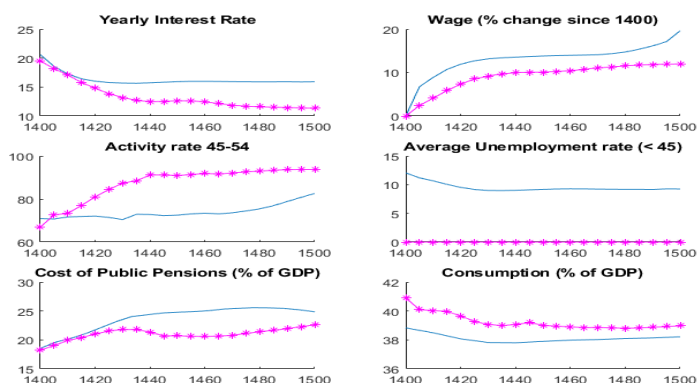 Yearly Interest Rate
25
20
15
10
1400 1420 1440 1460 1480 1500
Wage (% change since 1400)
20
10
0
1400 1420 1440 1460 1480 1500
Activity rate 45-54
100
80
60
1400 1420 1440 1460 1480 1500
Average Unemployment rate (< 45)
15
10
5
0
1400 1420 1440 1460 1480 1500
Cost of Public Pensions (% of GDP)
30
25
20
15
1400 1420 1440 1460 1480 1500
Consumption (% of GDP)
42
40
38
36
1400 1420 1440 1460 1480 1500